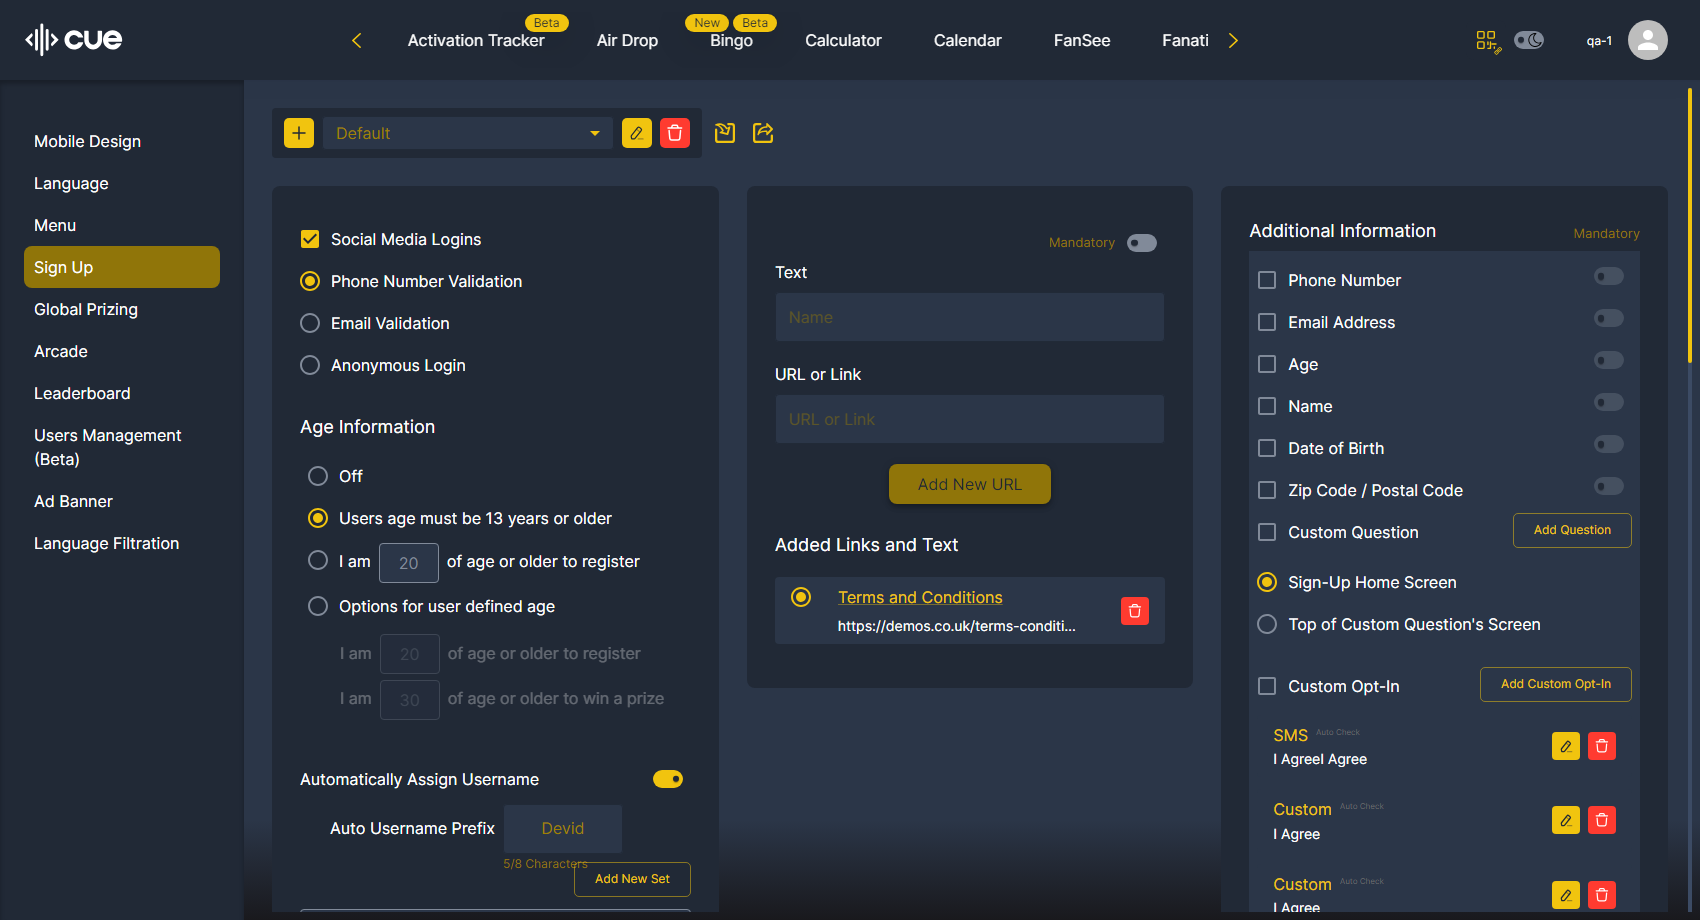 cue
Activation Tracker
Beta
Air Drop
New
Beta
Bingo
Calculator
Calendar
FanSee
Fanati
qa-1
Mobile Design
Language
Menu
Sign Up
Global Prizing
Arcade
Leaderboard
Users Management
(Beta)
Ad Banner
Language Filtration
Default
Social Media Logins
Phone Number Validation
Email Validation
Anonymous Login
Age Information
Off
Users age must be 13 years or older
I am 20 of age or older to register
Options for user defined age
I am 20 of age or older to register
I am 30 of age or older to win a prize
Automatically Assign Username
Auto Username Prefix Devid
5/8 Characters
Add New Set
Mandatory
Text
Name
URL or Link
URL or Link
Add New URL
Added Links and Text
Terms and Conditions
https://demos.co.uk/terms-conditi...
Additional Information
Mandatory
Phone Number
Email Address
Age
Name
Date of Birth
Zip Code / Postal Code
Custom Question
Add Question
Sign-Up Home Screen
Top of Custom Question's Screen
Custom Opt-In
Add Custom Opt-In
SMS Auto Check
I AgreeI Agree
Custom Auto Check
I Agree
Custom Auto Check
I Agree